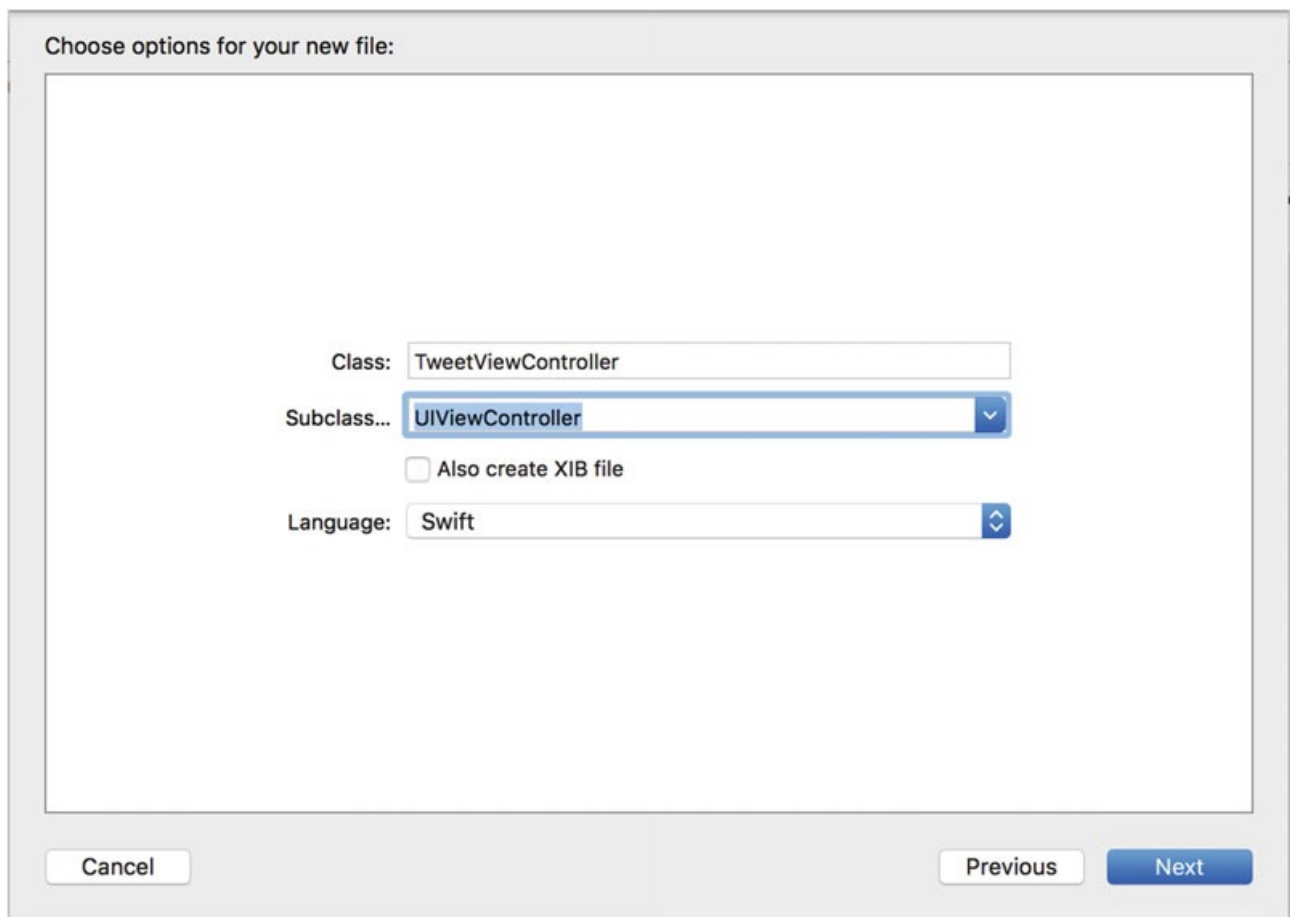 Choose options for your new file:
Class: TweetViewController
Subclass... UIViewController
Also create XIB file
Language: Swift
Cancel Previous Next